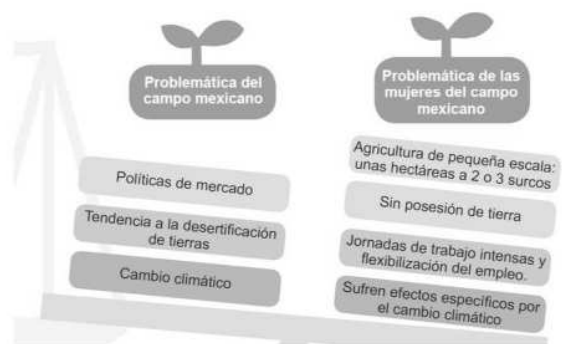 Problemática del
campo mexicano
Políticas de mercado
Tendencia a la desertificación
de tierras
Cambio climático
Problemática de las
mujeres del campo
mexicano
Agricultura de pequeña escala:
unas hectáreas a 2 o 3 surcos
Sin posesión de tierra
Jornadas de trabajo intensas y
flexibilización del empleo.
Sufren efectos específicos por
el cambio climático